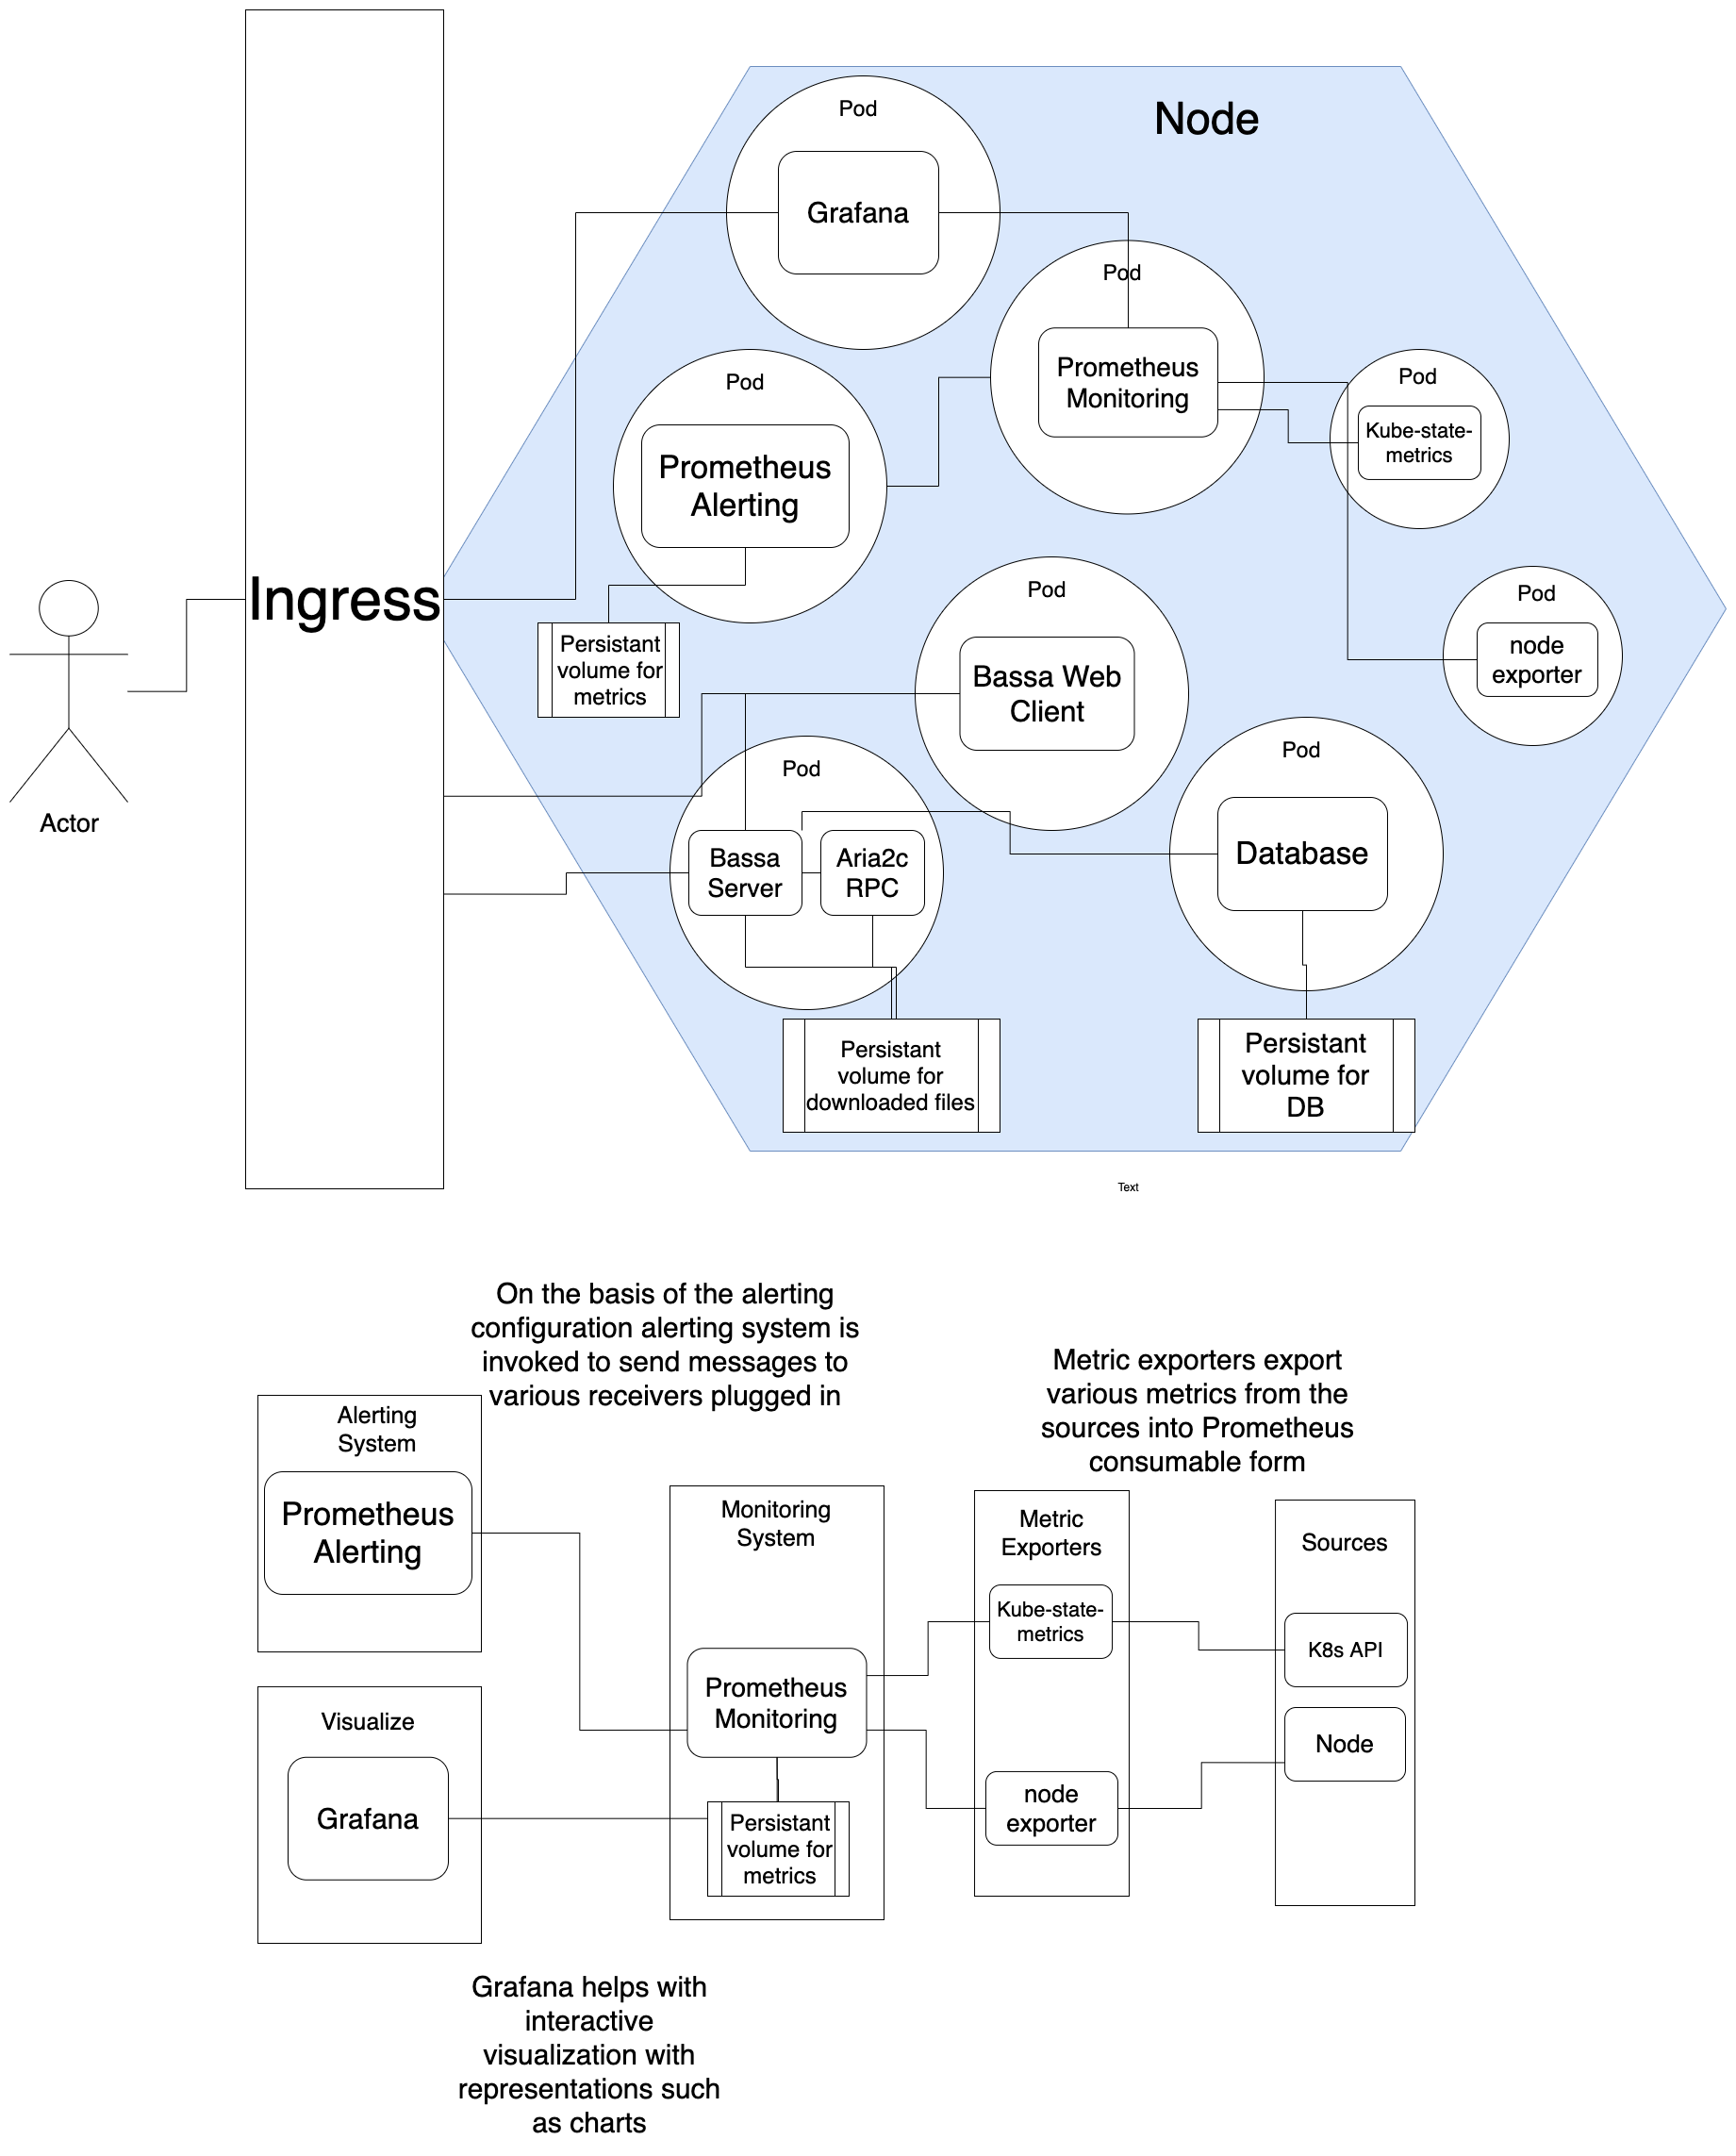 Pod
Node
Grafana
Pod
Prometheus
Monitoring
Pod
Kube-state-
metrics
Pod
Prometheus
Alerting
Ingress
Pod
node
exporter
Pod
Bassa Web
Client
Persistant
volume for
metrics
Actor
Pod
Bassa
Server
Aria2c
RPC
Pod
Database
Persistant
volume for
downloaded files
Persistant
volume for
DB
Text
On the basis of the alerting
configuration alerting system is
invoked to send messages to
various receivers plugged in
Metric exporters export
various metrics from the
sources into Prometheus
consumable form
Alerting
System
Prometheus
Alerting
Monitoring
System
Prometheus
Monitoring
Persistant
volume for
metrics
Metric
Exporters
Kube-state-
metrics
node
exporter
Sources
K8s API
Node
Visualize
Grafana
Grafana helps with
interactive
visualization with
representations such
as charts